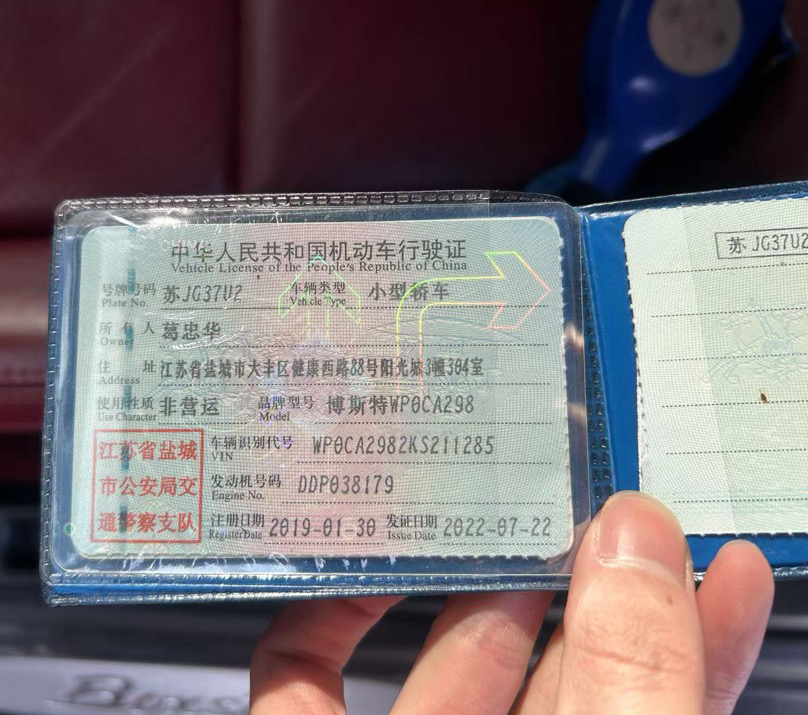 中华人民共和国机动车行驶证
Vehicle License of the People's Republic of China
号牌号码 苏JG37U2 车辆类型 小型轿车
Plate No. Vehicle Type
所有人 葛忠华
Owner
住址 江苏省盐城市大丰区健康西路88号阳光城3幢304室
Address
使用性质 非营运 品牌型号 博斯特WP0CA298
Use Character Model
江苏省盐城
市公安局交
通警察支队
车辆识别代号 WP0CA2982KS211285
VIN
发动机号码 DDP038179
Engine No.
注册日期 2019-01-30 发证日期 2022-07-22
Register Date Issue Date
苏JG37U2